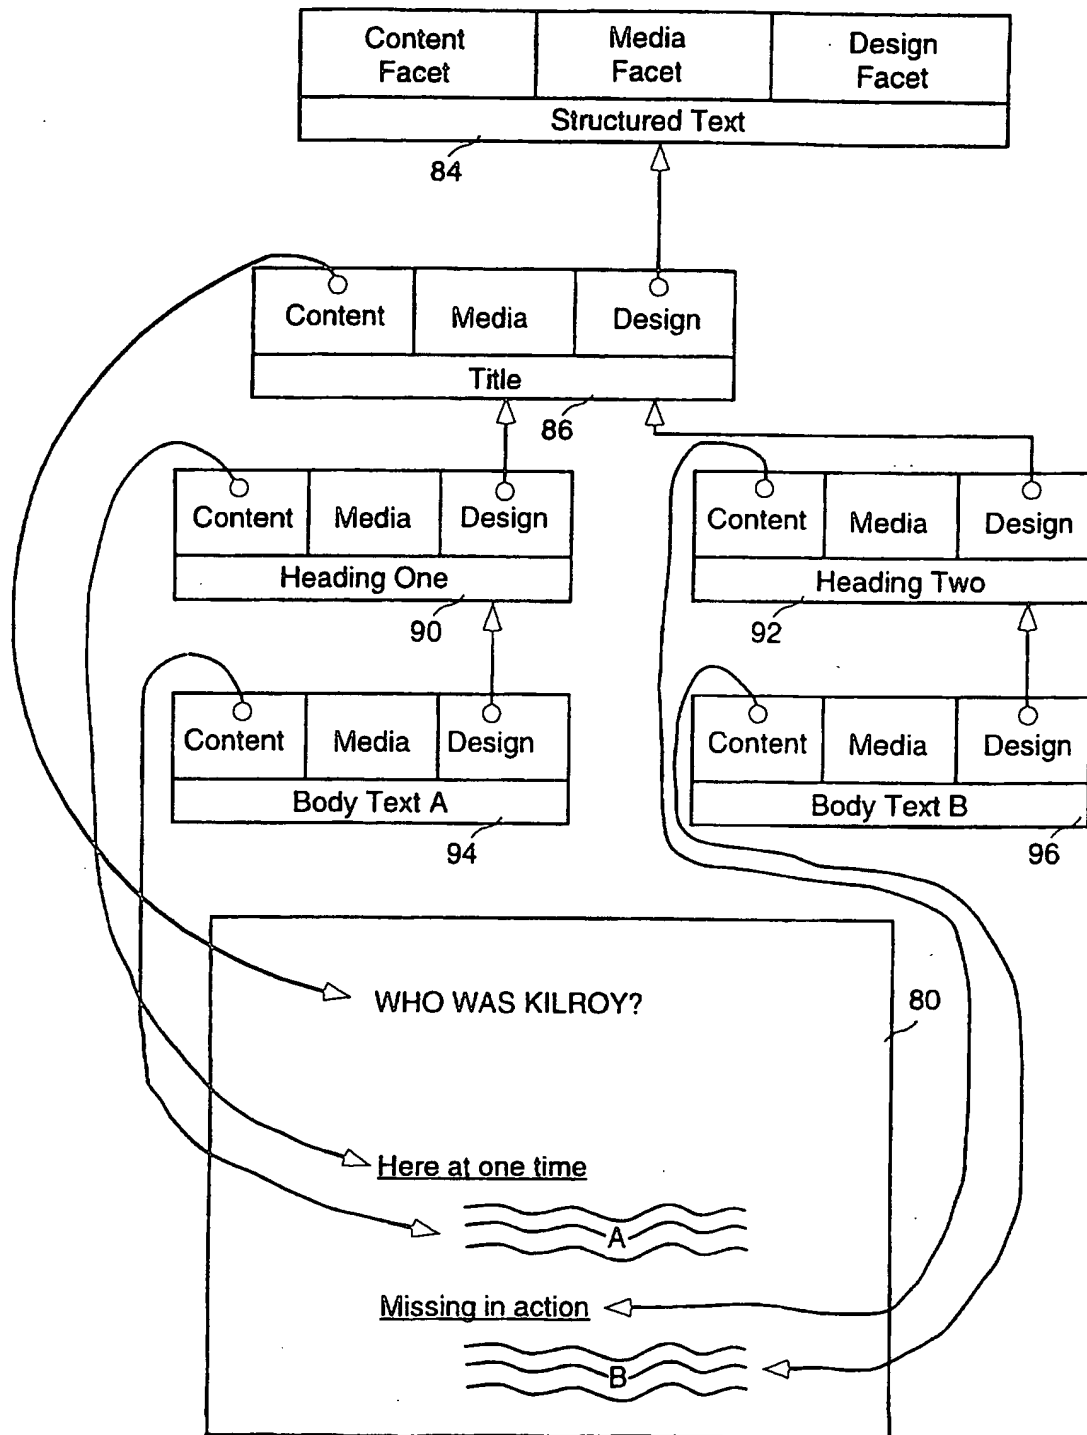 Content Facet
Media Facet
Design Facet
Structured Text
84
Content
Media
Design
Title
86
Content
Media
Design
Heading One
90
Content
Media
Design
Heading Two
92
Content
Media
Design
Body Text A
94
Content
Media
Design
Body Text B
96
WHO WAS KILROY?
80
Here at one time
A
Missing in action
B